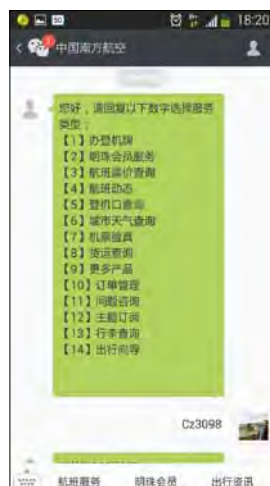 18:20
中国南方航空
您好，请回复以下数字选择服务
类型：
【1】办登机牌
【2】明珠会员服务
【3】航班票价查询
【4】航班动态
【5】登机口查询
【6】城市天气查询
【7】机票验真
【8】货运查询
【9】更多产品
【10】订单管理
【11】问题咨询
【12】主题订阅
【13】行李查询
【14】出行向导
Cz3098
航班服务 明珠会员 出行资讯